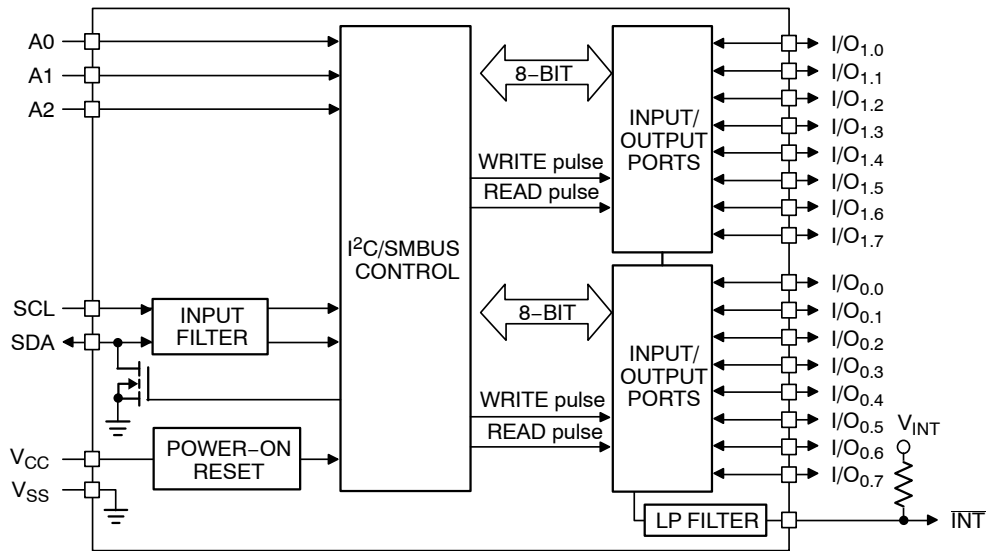 A0
A1
A2
SCL
SDA
VCC
VSS
INPUT
FILTER
POWER−ON
RESET
I2C/SMBUS
CONTROL
8−BIT
WRITE pulse
READ pulse
8−BIT
WRITE pulse
READ pulse
INPUT/
OUTPUT
PORTS
INPUT/
OUTPUT
PORTS
LP FILTER
I/O1.0
I/O1.1
I/O1.2
I/O1.3
I/O1.4
I/O1.5
I/O1.6
I/O1.7
I/O0.0
I/O0.1
I/O0.2
I/O0.3
I/O0.4
I/O0.5
I/O0.6
I/O0.7
VINT
INT